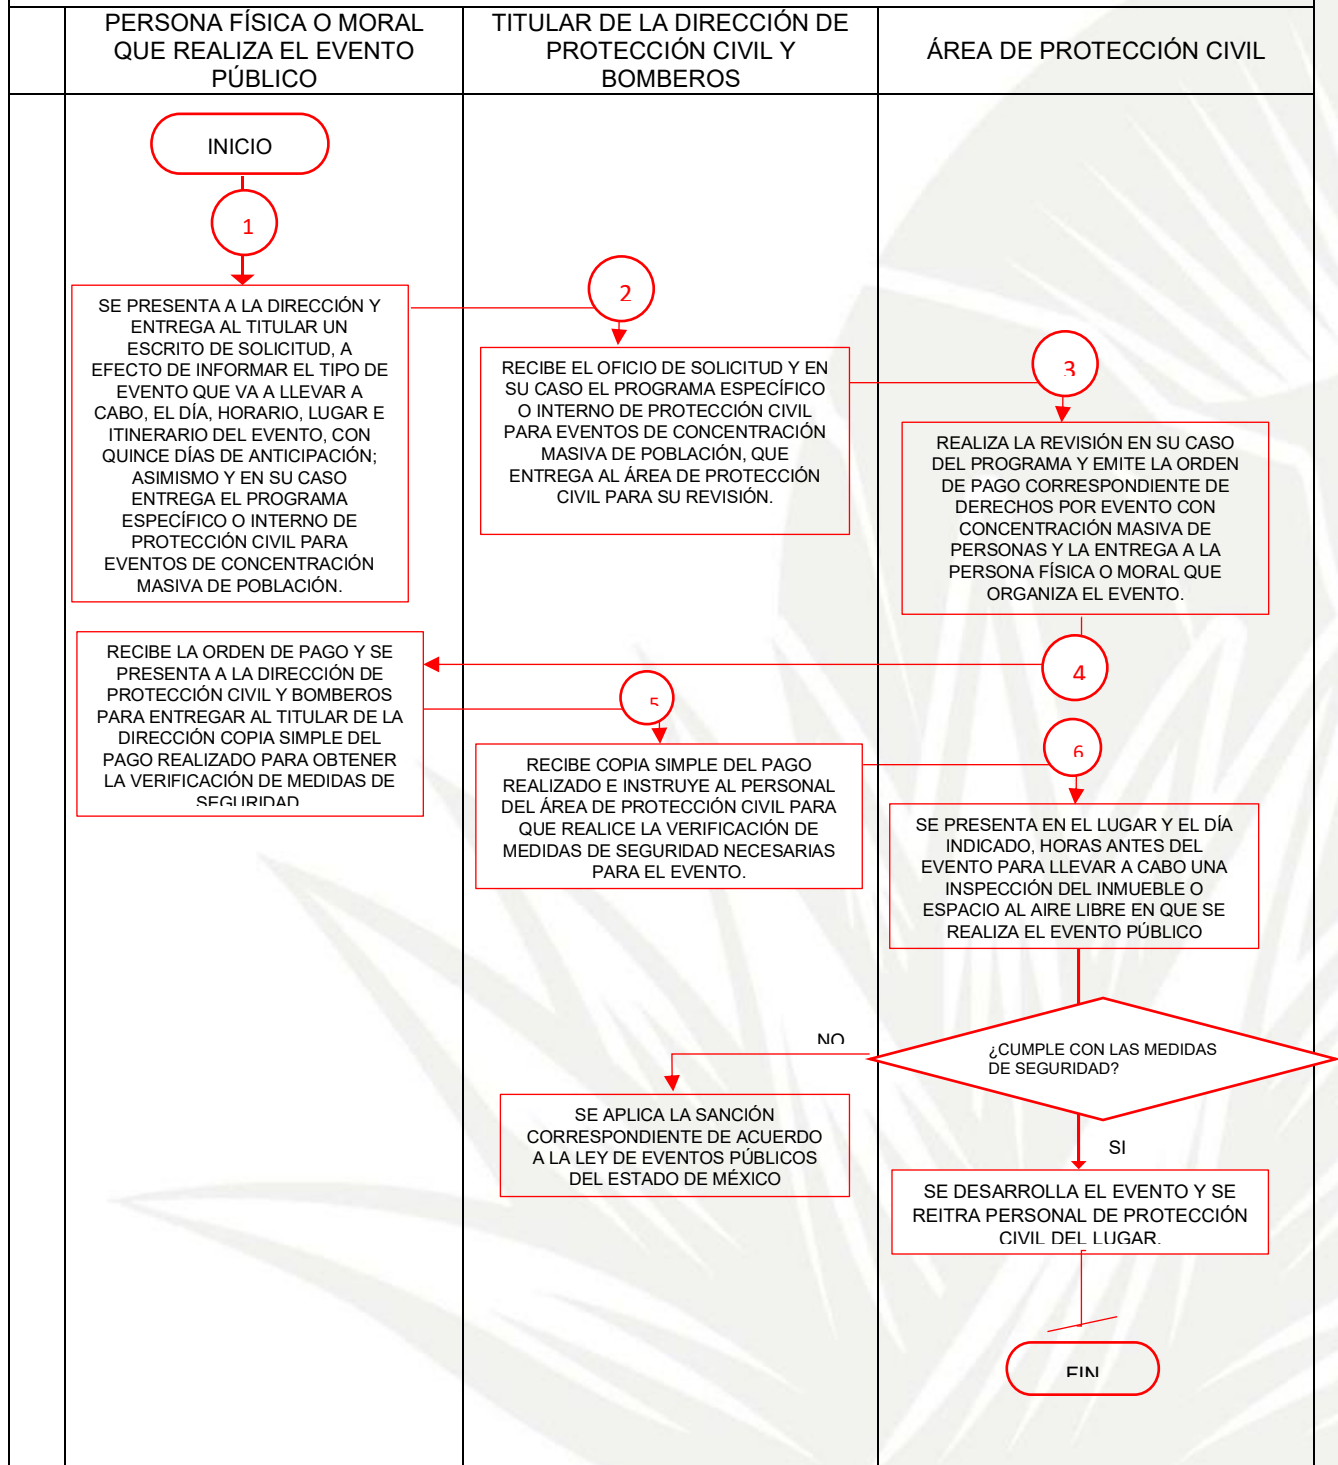 PERSONA FÍSICA O MORAL
QUE REALIZA EL EVENTO
PÚBLICO
TITULAR DE LA DIRECCIÓN DE
PROTECCIÓN CIVIL Y
BOMBEROS
ÁREA DE PROTECCIÓN CIVIL
INICIO
1
SE PRESENTA A LA DIRECCIÓN Y
ENTREGA AL TITULAR UN
ESCRITO DE SOLICITUD, A
EFECTO DE INFORMAR EL TIPO DE
EVENTO QUE VA A LLEVAR A
CABO, EL DÍA, HORARIO, LUGAR E
ITINERARIO DEL EVENTO, CON
QUINCE DÍAS DE ANTICIPACIÓN;
ASIMISMO Y EN SU CASO
ENTREGA EL PROGRAMA
ESPECÍFICO O INTERNO DE
PROTECCIÓN CIVIL PARA
EVENTOS DE CONCENTRACIÓN
MASIVA DE POBLACIÓN.
2
RECIBE EL OFICIO DE SOLICITUD Y EN
SU CASO EL PROGRAMA ESPECÍFICO
O INTERNO DE PROTECCIÓN CIVIL
PARA EVENTOS DE CONCENTRACIÓN
MASIVA DE POBLACIÓN, QUE
ENTREGA AL ÁREA DE PROTECCIÓN
CIVIL PARA SU REVISIÓN.
3
REALIZA LA REVISIÓN EN SU CASO
DEL PROGRAMA Y EMITE LA ORDEN
DE PAGO CORRESPONDIENTE DE
DERECHOS POR EVENTO CON
CONCENTRACIÓN MASIVA DE
PERSONAS Y LA ENTREGA A LA
PERSONA FÍSICA O MORAL QUE
ORGANIZA EL EVENTO.
4
RECIBE LA ORDEN DE PAGO Y SE
PRESENTA A LA DIRECCIÓN DE
PROTECCIÓN CIVIL Y BOMBEROS
PARA ENTREGAR AL TITULAR DE LA
DIRECCIÓN COPIA SIMPLE DEL
PAGO REALIZADO PARA OBTENER
LA VERIFICACIÓN DE MEDIDAS DE
SEGURIDAD
5
RECIBE COPIA SIMPLE DEL PAGO
REALIZADO E INSTRUYE AL PERSONAL
DEL ÁREA DE PROTECCIÓN CIVIL PARA
QUE REALICE LA VERIFICACIÓN DE
MEDIDAS DE SEGURIDAD NECESARIAS
PARA EL EVENTO.
6
SE PRESENTA EN EL LUGAR Y EL DÍA
INDICADO, HORAS ANTES DEL
EVENTO PARA LLEVAR A CABO UNA
INSPECCIÓN DEL INMUEBLE O
ESPACIO AL AIRE LIBRE EN QUE SE
REALIZA EL EVENTO PÚBLICO
¿CUMPLE CON LAS MEDIDAS
DE SEGURIDAD?
NO
SE APLICA LA SANCIÓN
CORRESPONDIENTE DE ACUERDO
A LA LEY DE EVENTOS PÚBLICOS
DEL ESTADO DE MÉXICO
SI
SE DESARROLLA EL EVENTO Y SE
REITRA PERSONAL DE PROTECCIÓN
CIVIL DEL LUGAR.
FIN